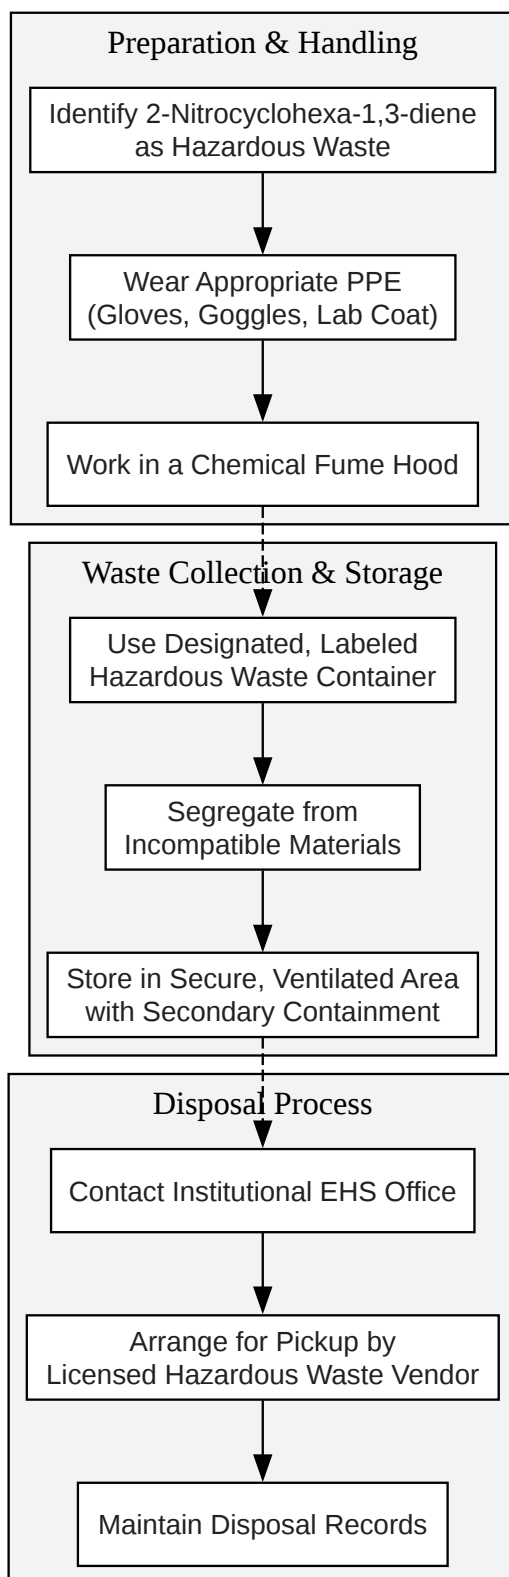 Preparation & Handling
Identify 2-Nitrocyclohexa-1,3-diene
as Hazardous Waste
Wear Appropriate PPE
(Gloves, Goggles, Lab Coat)
Work in a Chemical Fume Hood
Waste Collection & Storage
Use Designated, Labeled
Hazardous Waste Container
Segregate from
Incompatible Materials
Store in Secure, Ventilated Area
with Secondary Containment
Disposal Process
Contact Institutional EHS Office
Arrange for Pickup by
Licensed Hazardous Waste Vendor
Maintain Disposal Records